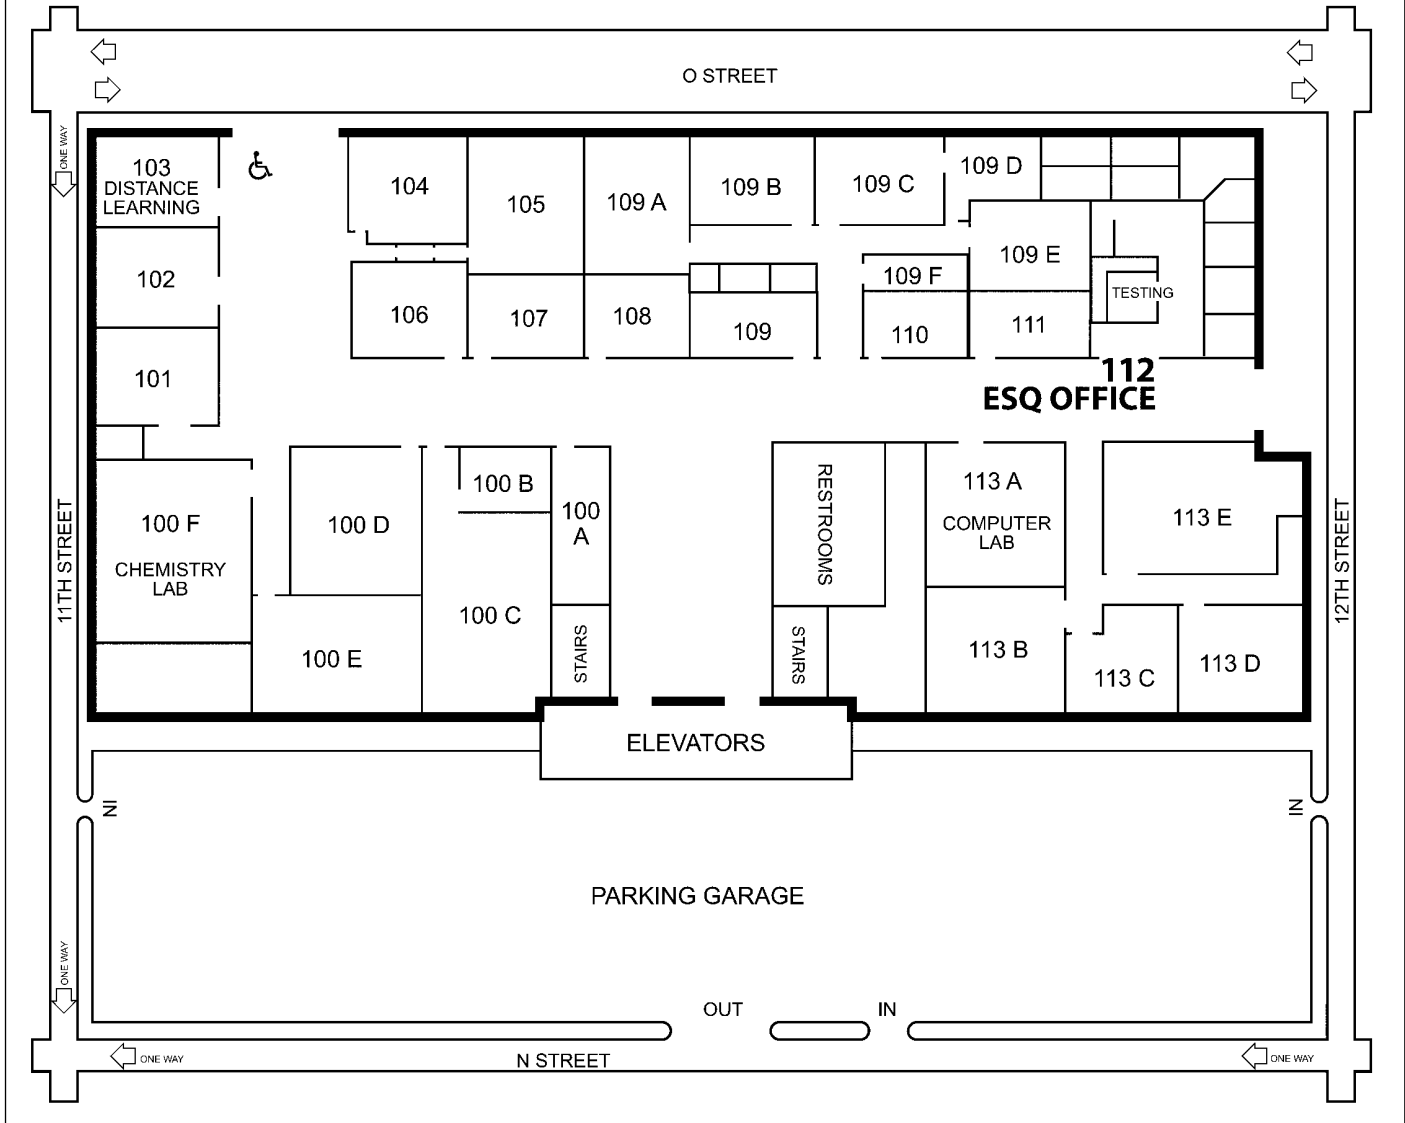 O STREET
ONE WAY
103
DISTANCE
LEARNING
104
105
109 A
109 B
109 C
109 D
102
109 E
109 F
TESTING
106
107
108
109
110
111
101
112
ESQ OFFICE
100 F
CHEMISTRY
LAB
100 D
100 B
100
A
RESTROOMS
113 A
COMPUTER
LAB
113 E
11TH STREET
12TH STREET
100 C
100 E
STAIRS
STAIRS
113 B
113 C
113 D
ELEVATORS
IN
IN
PARKING GARAGE
ONE WAY
OUT
IN
ONE WAY
N STREET
ONE WAY